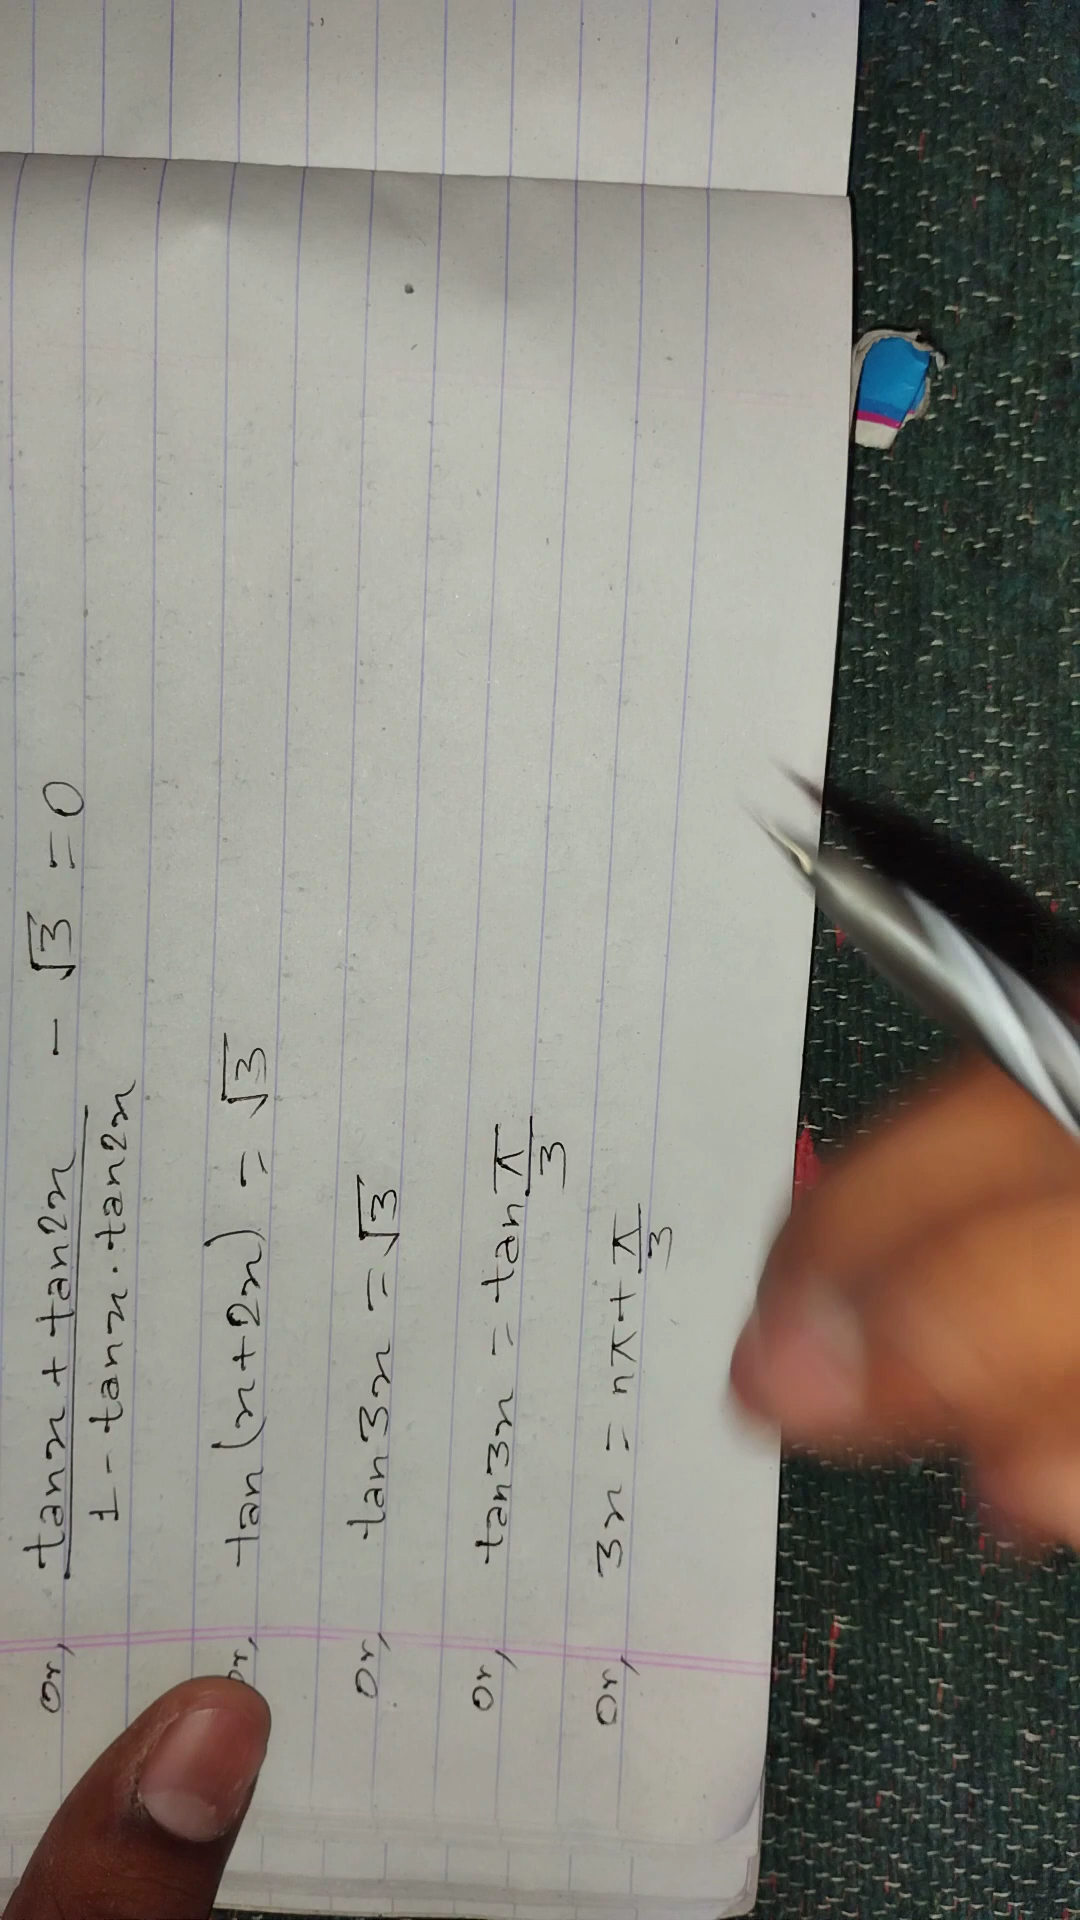 or, (tanx + tan2x)/(1 - tanx · tan2x) - √3 = 0
or, tan(x+2x) = √3
or, tan3x = √3
or, tan3x = tan π/3
or, 3x = nπ + π/3